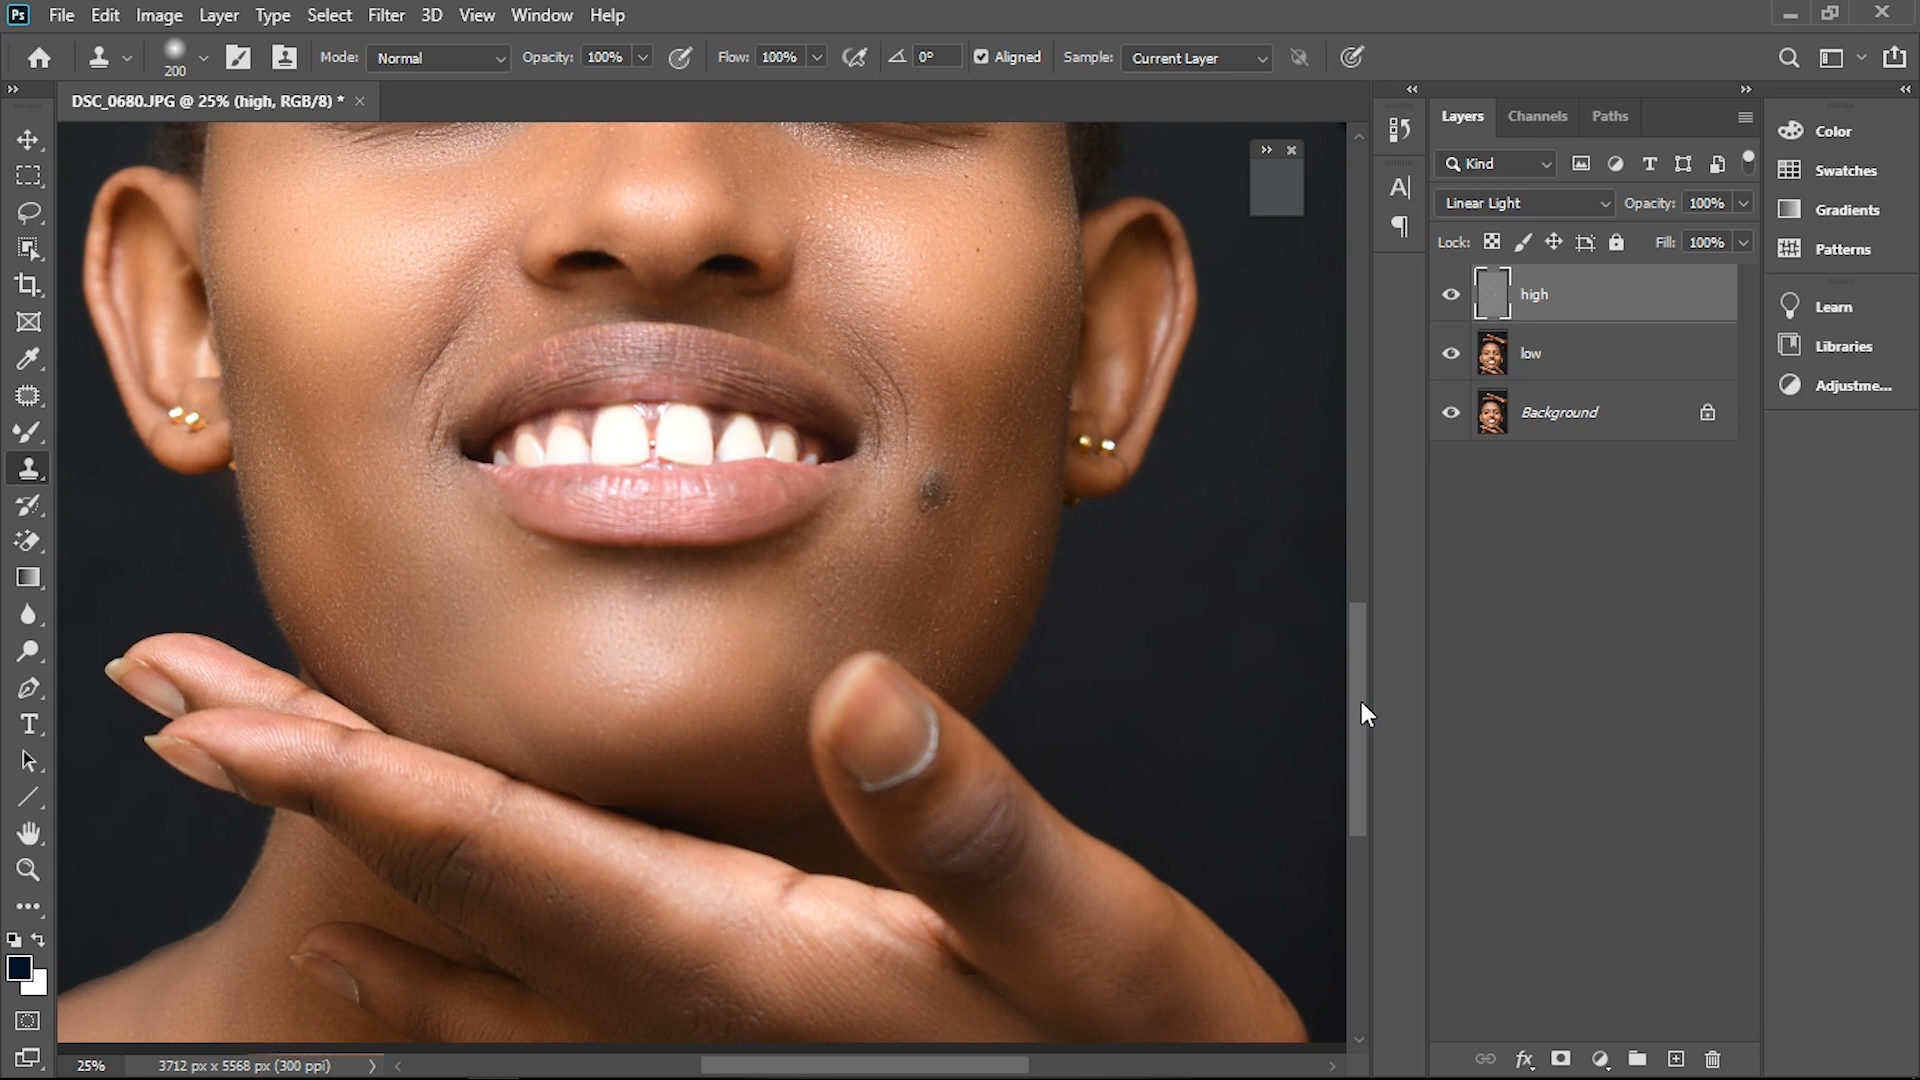 Ps File Edit Image Layer Type Select Filter 3D View Window Help
200 Mode: Normal Opacity: 100% Flow: 100% 0° Aligned Sample: Current Layer
DSC_0680.JPG @ 25% (high, RGB/8) *
Layers Channels Paths
Kind
Linear Light Opacity: 100%
Lock: Fill: 100%
high
low
Background
Color
Swatches
Gradients
Patterns
Learn
Libraries
Adjustme...
25% 3712 px x 5568 px (300 ppi)